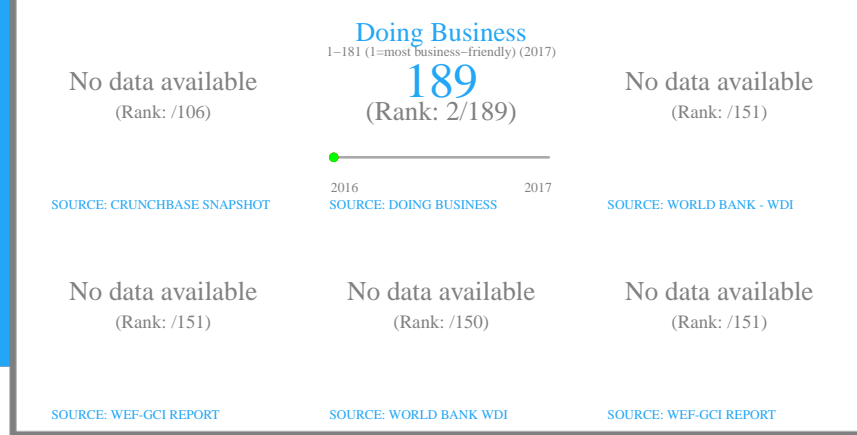 Doing Business
1−181 (1=most business−friendly) (2017)
No data available
(Rank: /106)
189
(Rank: 2/189)
No data available
(Rank: /151)
2016
2017
SOURCE: CRUNCHBASE SNAPSHOT
SOURCE: DOING BUSINESS
SOURCE: WORLD BANK - WDI
No data available
(Rank: /151)
No data available
(Rank: /150)
No data available
(Rank: /151)
SOURCE: WEF-GCI REPORT
SOURCE: WORLD BANK WDI
SOURCE: WEF-GCI REPORT